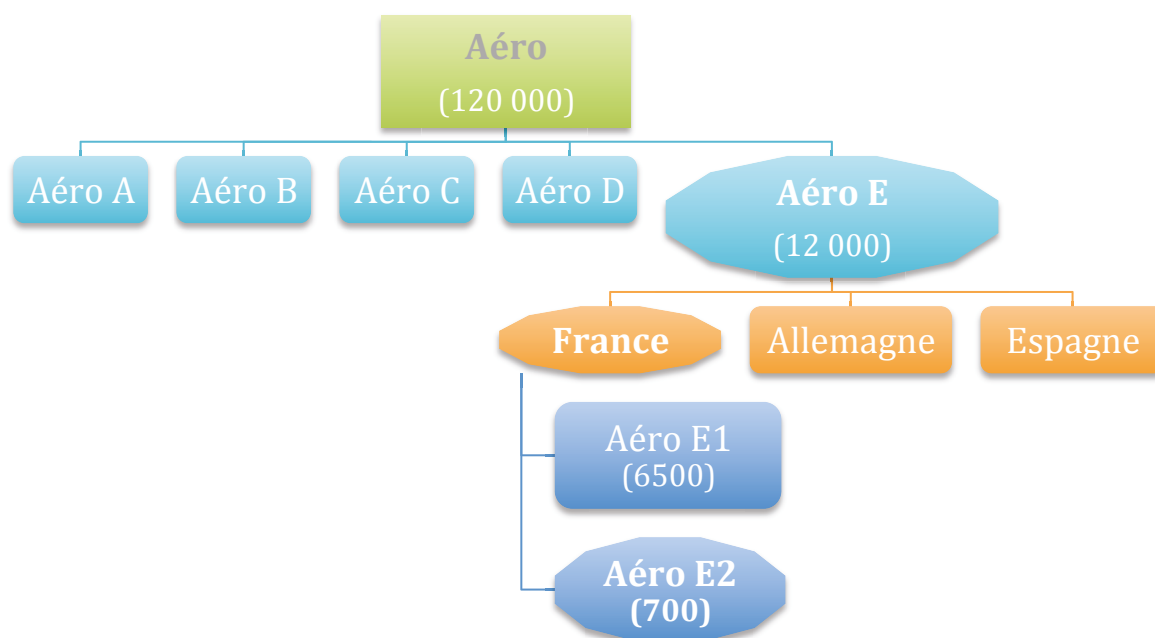 Aéro
(120 000)
Aéro A
Aéro B
Aéro C
Aéro D
Aéro E
(12 000)
France
Allemagne
Espagne
Aéro E1
(6500)
Aéro E2
(700)